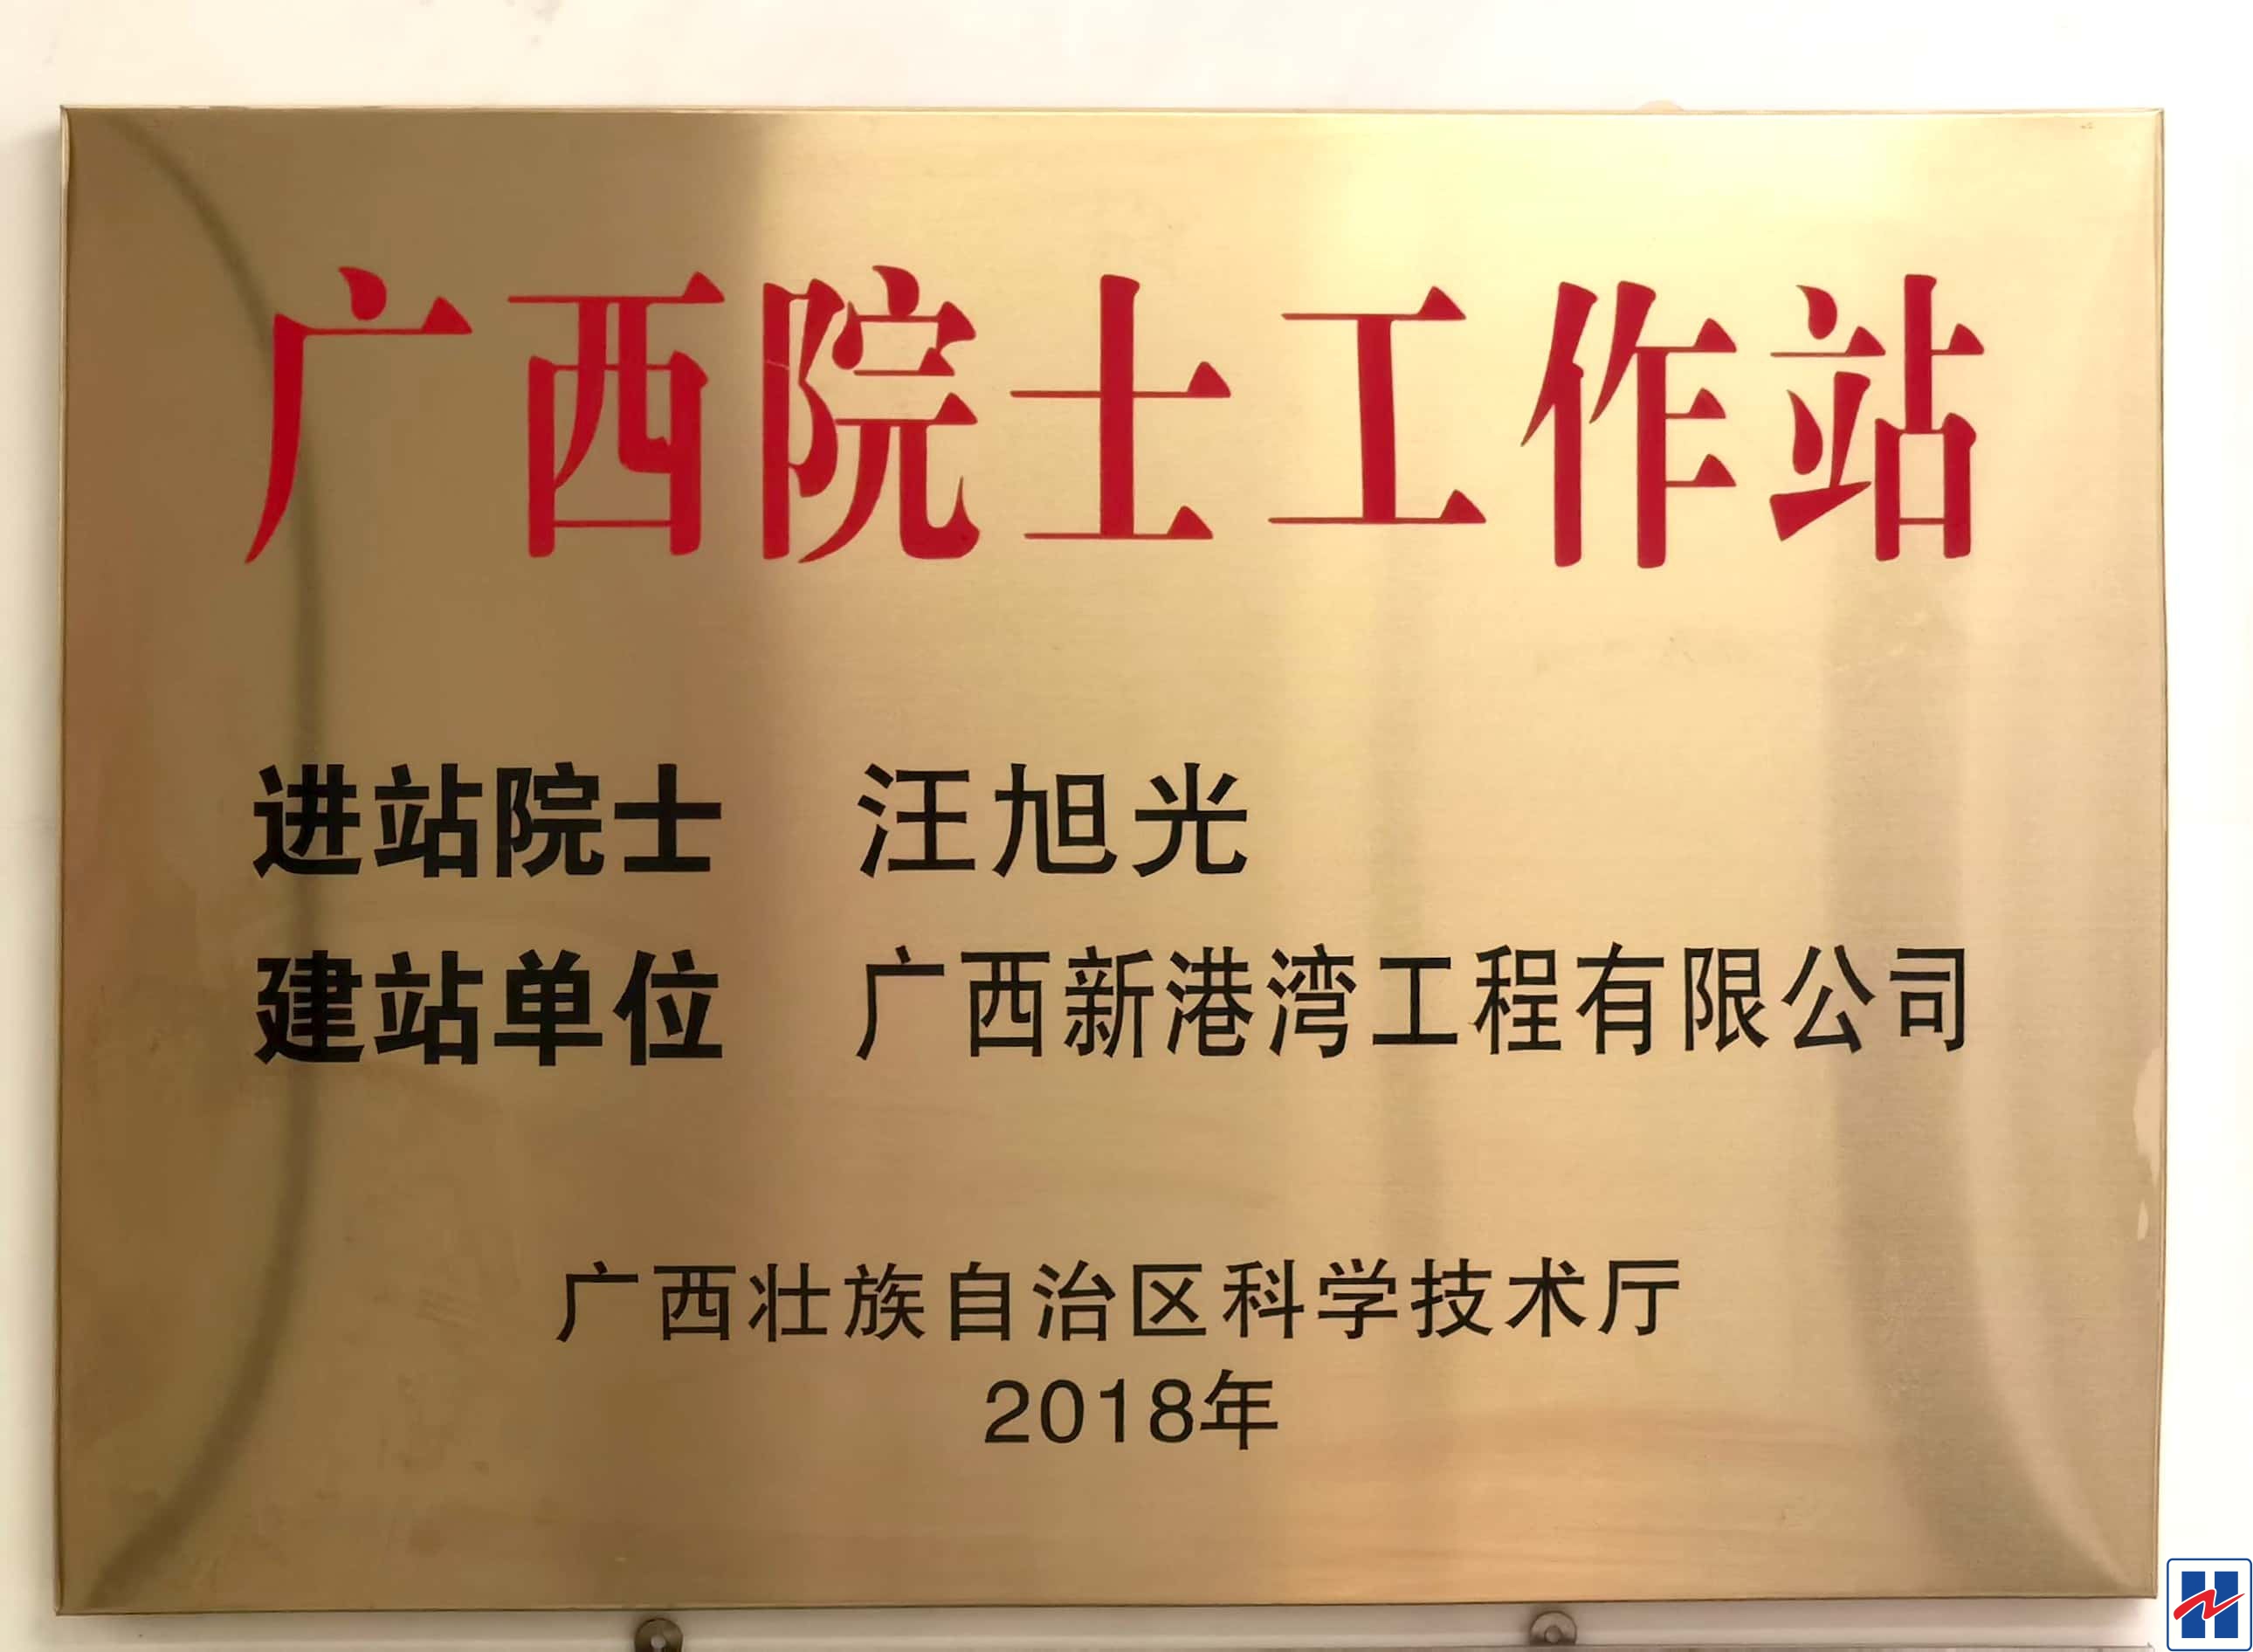 广西院士工作站
进站院士 汪旭光
建站单位 广西新港湾工程有限公司
广西壮族自治区科学技术厅
2018年